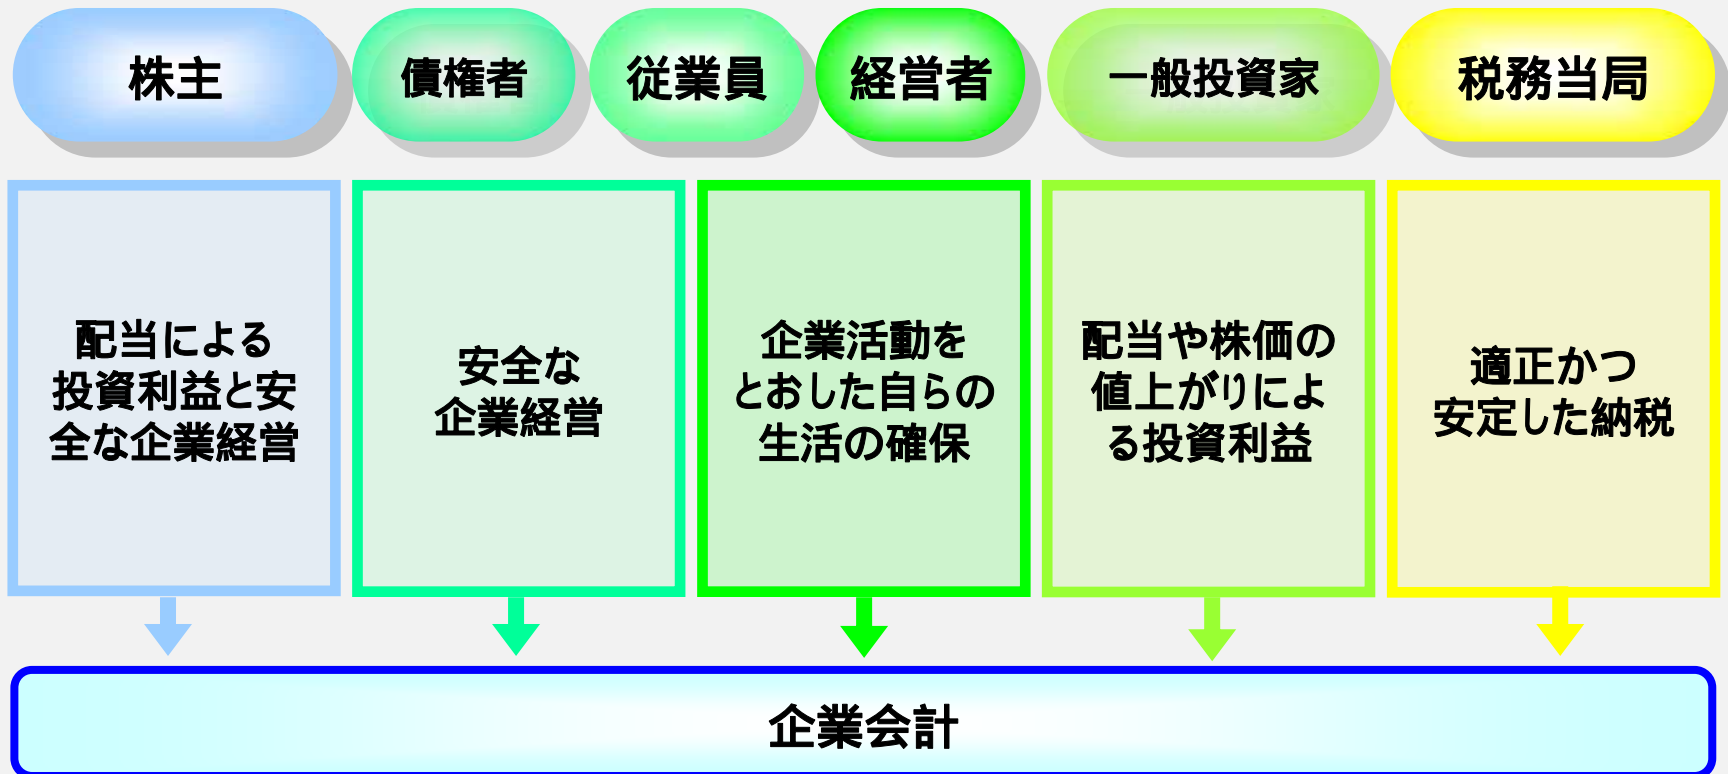 株主
債権者
従業員
経営者
一般投資家
税務当局
配当による
投資利益と安
全な企業経営
安全な
企業経営
企業活動を
とおした自らの
生活の確保
配当や株価の
値上がりによ
る投資利益
適正かつ
安定した納税
企業会計